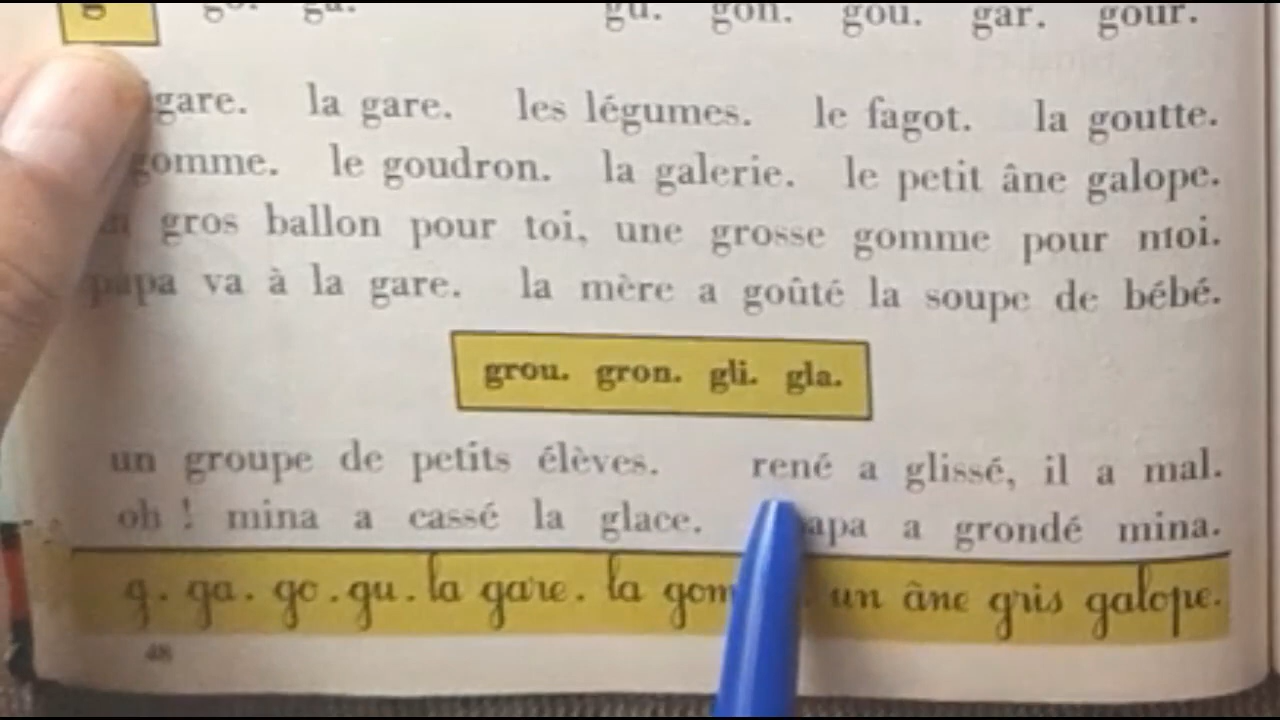 g go. ga. gu. gon. gou. gar. gour.
gare. la gare. les légumes. le fagot. la goutte.
gomme. le goudron. la galerie. le petit âne galope.
gros ballon pour toi, une grosse gomme pour moi.
papa va à la gare. la mère a goûté la soupe de bébé.
grou. gron. gli. gla.
un groupe de petits élèves. rené a glissé, il a mal.
oh ! mina a cassé la glace. papa a grondé mina.
g. ga. go. gu. la gare. la gom un âne gris galope.
48